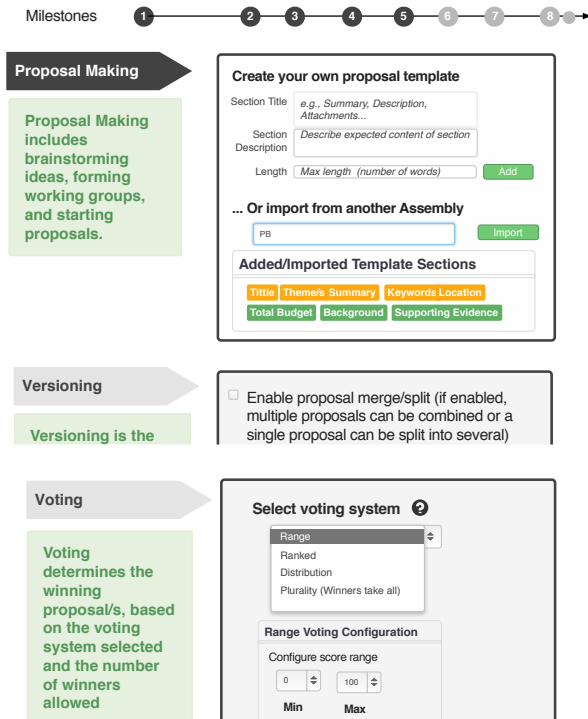 Milestones 1 2 3 4 5 6 7 8
Proposal Making
Proposal Making
includes
brainstorming
ideas, forming
working groups,
and starting
proposals.
Create your own proposal template
Section Title
e.g., Summary, Description,
Attachments...
Section
Description
Describe expected content of section
Length Max length (number of words) Add
... Or import from another Assembly
PB Import
Added/Imported Template Sections
Tittle Theme/s Summary Keywords Location
Total Budget Background Supporting Evidence
Versioning
Versioning is the
Enable proposal merge/split (if enabled,
multiple proposals can be combined or a
single proposal can be split into several)
Voting
Voting
determines the
winning
proposal/s, based
on the voting
system selected
and the number
of winners
allowed
Select voting system ?
Range
Ranked
Distribution
Plurality (Winners take all)
Range Voting Configuration
Configure score range
0 100
Min Max